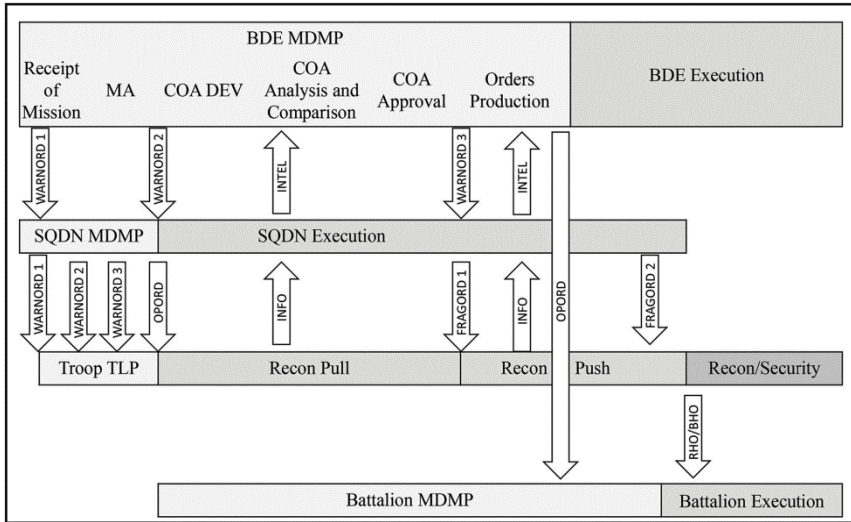 BDE MDMP
Receipt
of
Mission
MA
COA DEV
COA
Analysis and
Comparison
COA
Approval
Orders
Production
BDE Execution
WARNORD 1
WARNORD 2
INTEL
WARNORD 3
INTEL
SQDN MDMP
SQDN Execution
WARNORD 1
WARNORD 2
WARNORD 3
OPORD
INFO
FRAGORD 1
INFO
OPORD
FRAGORD 2
Troop TLP
Recon Pull
Recon Push
Recon/Security
RHO/BHO
Battalion MDMP
Battalion Execution